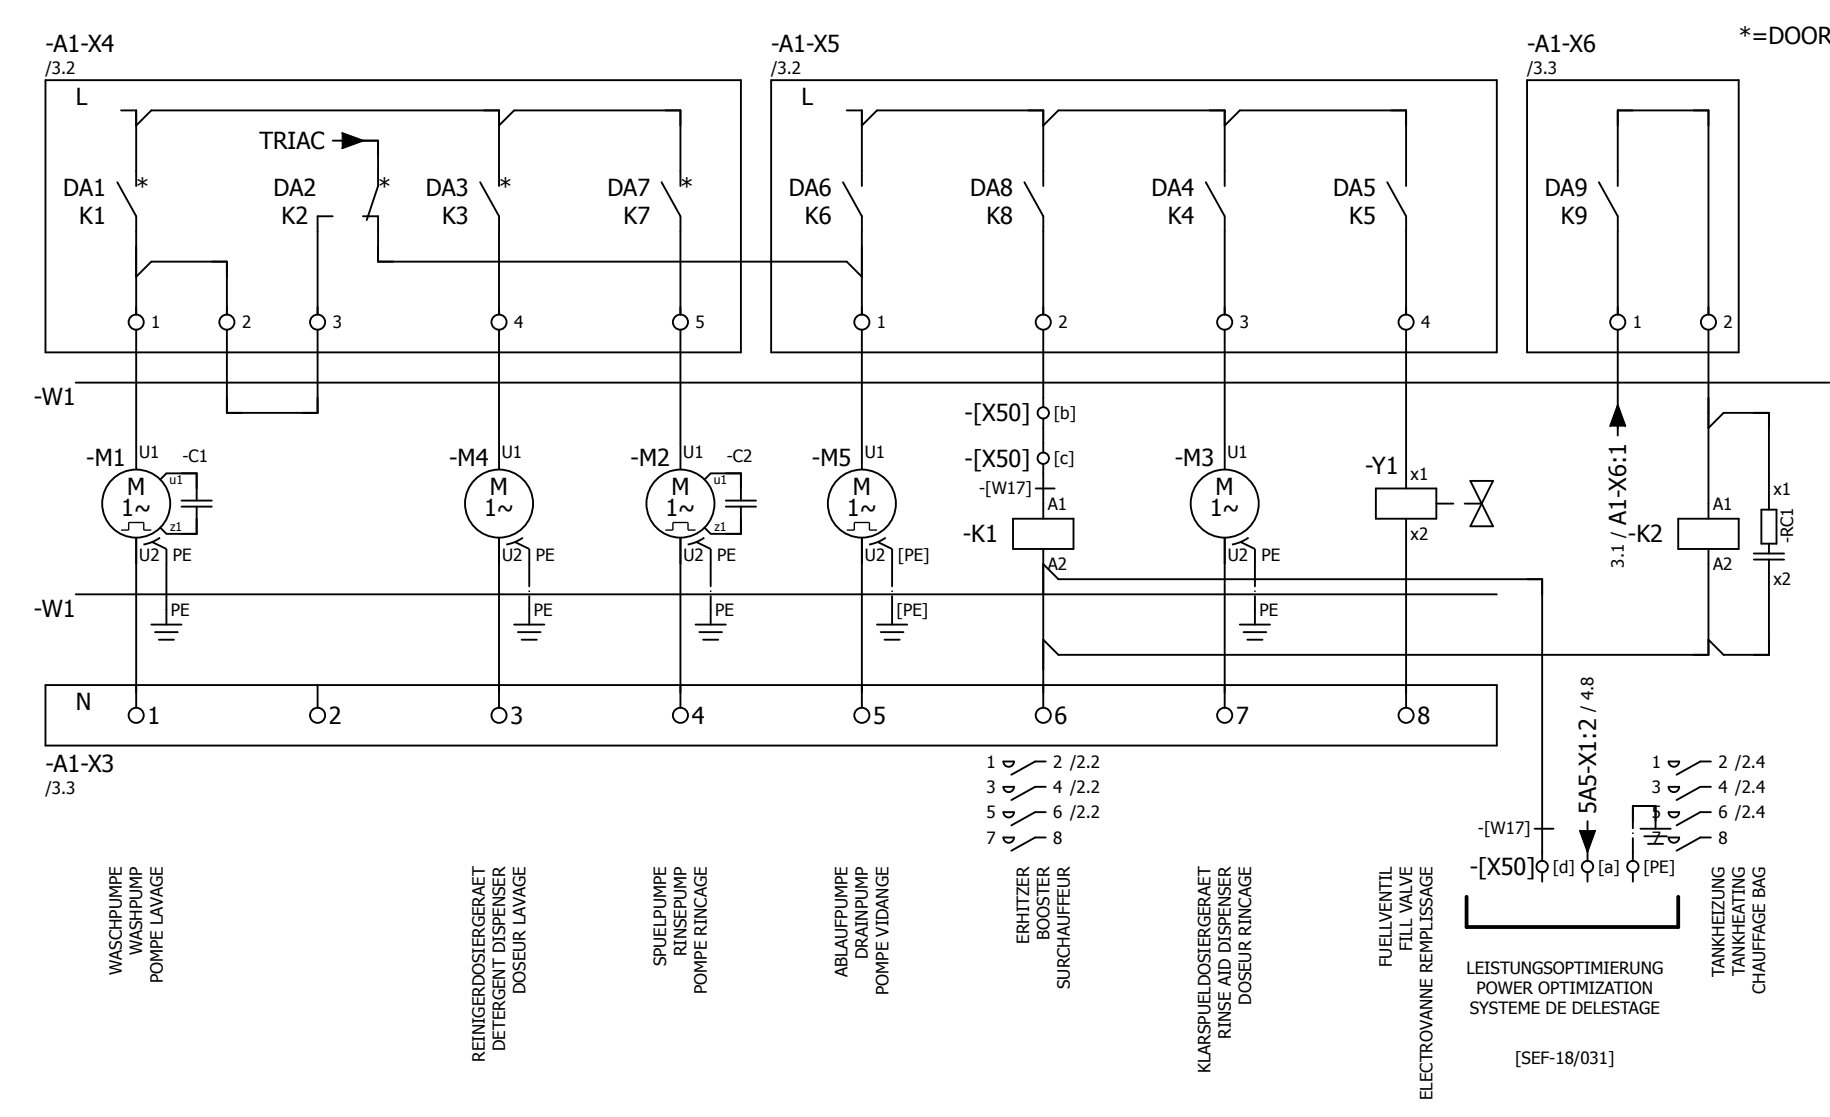 -A1-X4
/3.2
-A1-X5
/3.2
-A1-X6
/3.3
*=DOOR
L
L
TRIAC
DA1
K1
*
DA2
K2
*
DA3
K3
*
DA7
K7
*
DA6
K6
DA8
K8
DA4
K4
DA5
K5
DA9
K9
1
2
3
4
5
1
2
3
4
1
2
-W1
-M1
U1
-C1
M
1~
u1
z1
U2
PE
-M4
U1
M
1~
U2
PE
-M2
U1
-C2
M
1~
u1
z1
U2
PE
-M5
U1
M
1~
U2
[PE]
-[X50]
[b]
-[X50]
[c]
-[W17]
A1
-K1
A2
-M3
U1
M
1~
U2
PE
-Y1
x1
x2
3.1 / A1-X6:1
-K2
A1
A2
x1
-RC1
x2
-W1
PE
PE
PE
[PE]
PE
N
1
2
3
4
5
6
7
8
-A1-X3
/3.3
1 2 /2.2
3 4 /2.2
5 6 /2.2
7 8
5A5-X1:2 / 4.8
1 2 /2.4
3 4 /2.4
5 6 /2.4
7 8
-[W17]
-[X50]
[d]
[a]
[PE]
WASCHPUMPE
WASHPUMP
POMPE LAVAGE
REINIGERDOSIERGERAET
DETERGENT DISPENSER
DOSEUR LAVAGE
SPUELPUMPE
RINSEPUMP
POMPE RINCAGE
ABLAUFPUMPE
DRAINPUMP
POMPE VIDANGE
ERHITZER
BOOSTER
SURCHAUFFEUR
KLARSPUELDOSIERGERAET
RINSE AID DISPENSER
DOSEUR RINCAGE
FUELLVENTIL
FILL VALVE
ELECTROVANNE REMPLISSAGE
LEISTUNGSOPTIMIERUNG
POWER OPTIMIZATION
SYSTEME DE DELESTAGE
[SEF-18/031]
TANKHEIZUNG
TANKHEATING
CHAUFFAGE BAG